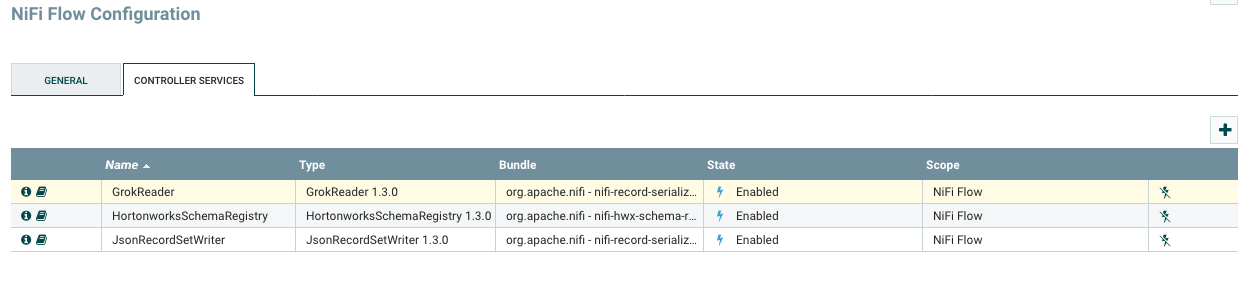 NiFi Flow Configuration
GENERAL CONTROLLER SERVICES
Name Type Bundle State Scope
GrokReader GrokReader 1.3.0 org.apache.nifi - nifi-record-serializ... Enabled NiFi Flow
HortonworksSchemaRegistry HortonworksSchemaRegistry 1.3.0 org.apache.nifi - nifi-hwx-schema-r... Enabled NiFi Flow
JsonRecordSetWriter JsonRecordSetWriter 1.3.0 org.apache.nifi - nifi-record-serializ... Enabled NiFi Flow